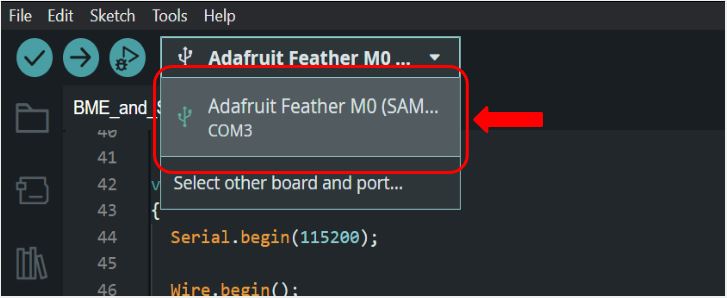 File Edit Sketch Tools Help
Adafruit Feather M0 ...
BME_and_
Adafruit Feather M0 (SAM...
COM3
Select other board and port...
40
41
42 v
43 {
44 Serial.begin(115200);
45
46 Wire.begin();